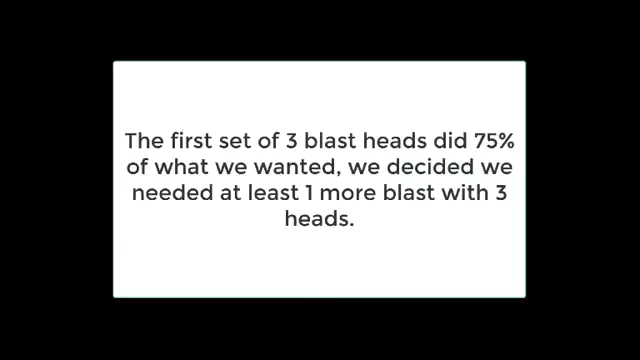 The first set of 3 blast heads did 75%
of what we wanted, we decided we
needed at least 1 more blast with 3
heads.